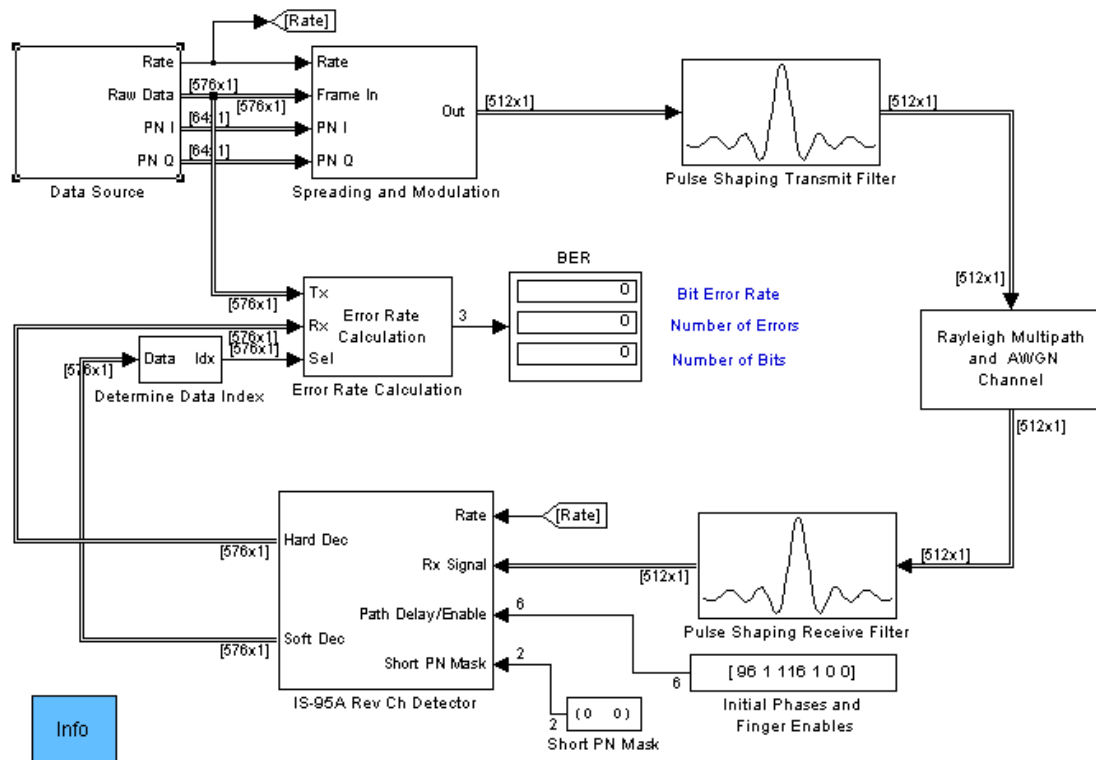 [Rate]
Rate
Raw Data
PN I
PN Q
Data Source
[576x1]
[576x1]
[64x1]
[64x1]
Rate
Frame In
PN I
PN Q
Out
Spreading and Modulation
[512x1]
Pulse Shaping Transmit Filter
[512x1]
[512x1]
Rayleigh Multipath
and AWGN
Channel
[512x1]
BER
0
0
0
Bit Error Rate
Number of Errors
Number of Bits
[576x1]
Tx
Rx
Sel
Error Rate
Calculation
3
Error Rate Calculation
[576x1]
[576x1]
[576x1]
Data Idx
Determine Data Index
Rate
[Rate]
Hard Dec
[576x1]
Rx Signal
[512x1]
[512x1]
Pulse Shaping Receive Filter
Path Delay/Enable
6
Soft Dec
[576x1]
Short PN Mask
2
IS-95A Rev Ch Detector
6
[ 96 1 116 1 0 0]
Initial Phases and
Finger Enables
2
(0 0)
Short PN Mask
Info